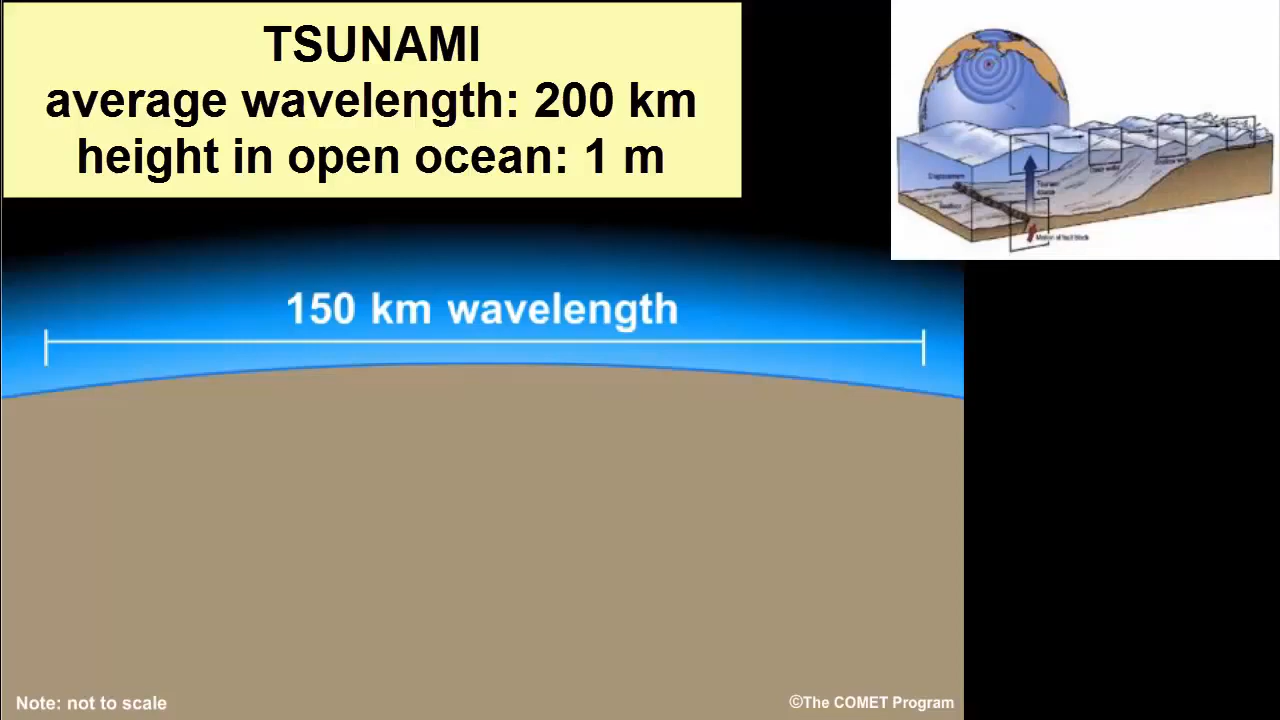 TSUNAMI
average wavelength: 200 km
height in open ocean: 1 m
150 km wavelength
Note: not to scale
©The COMET Program